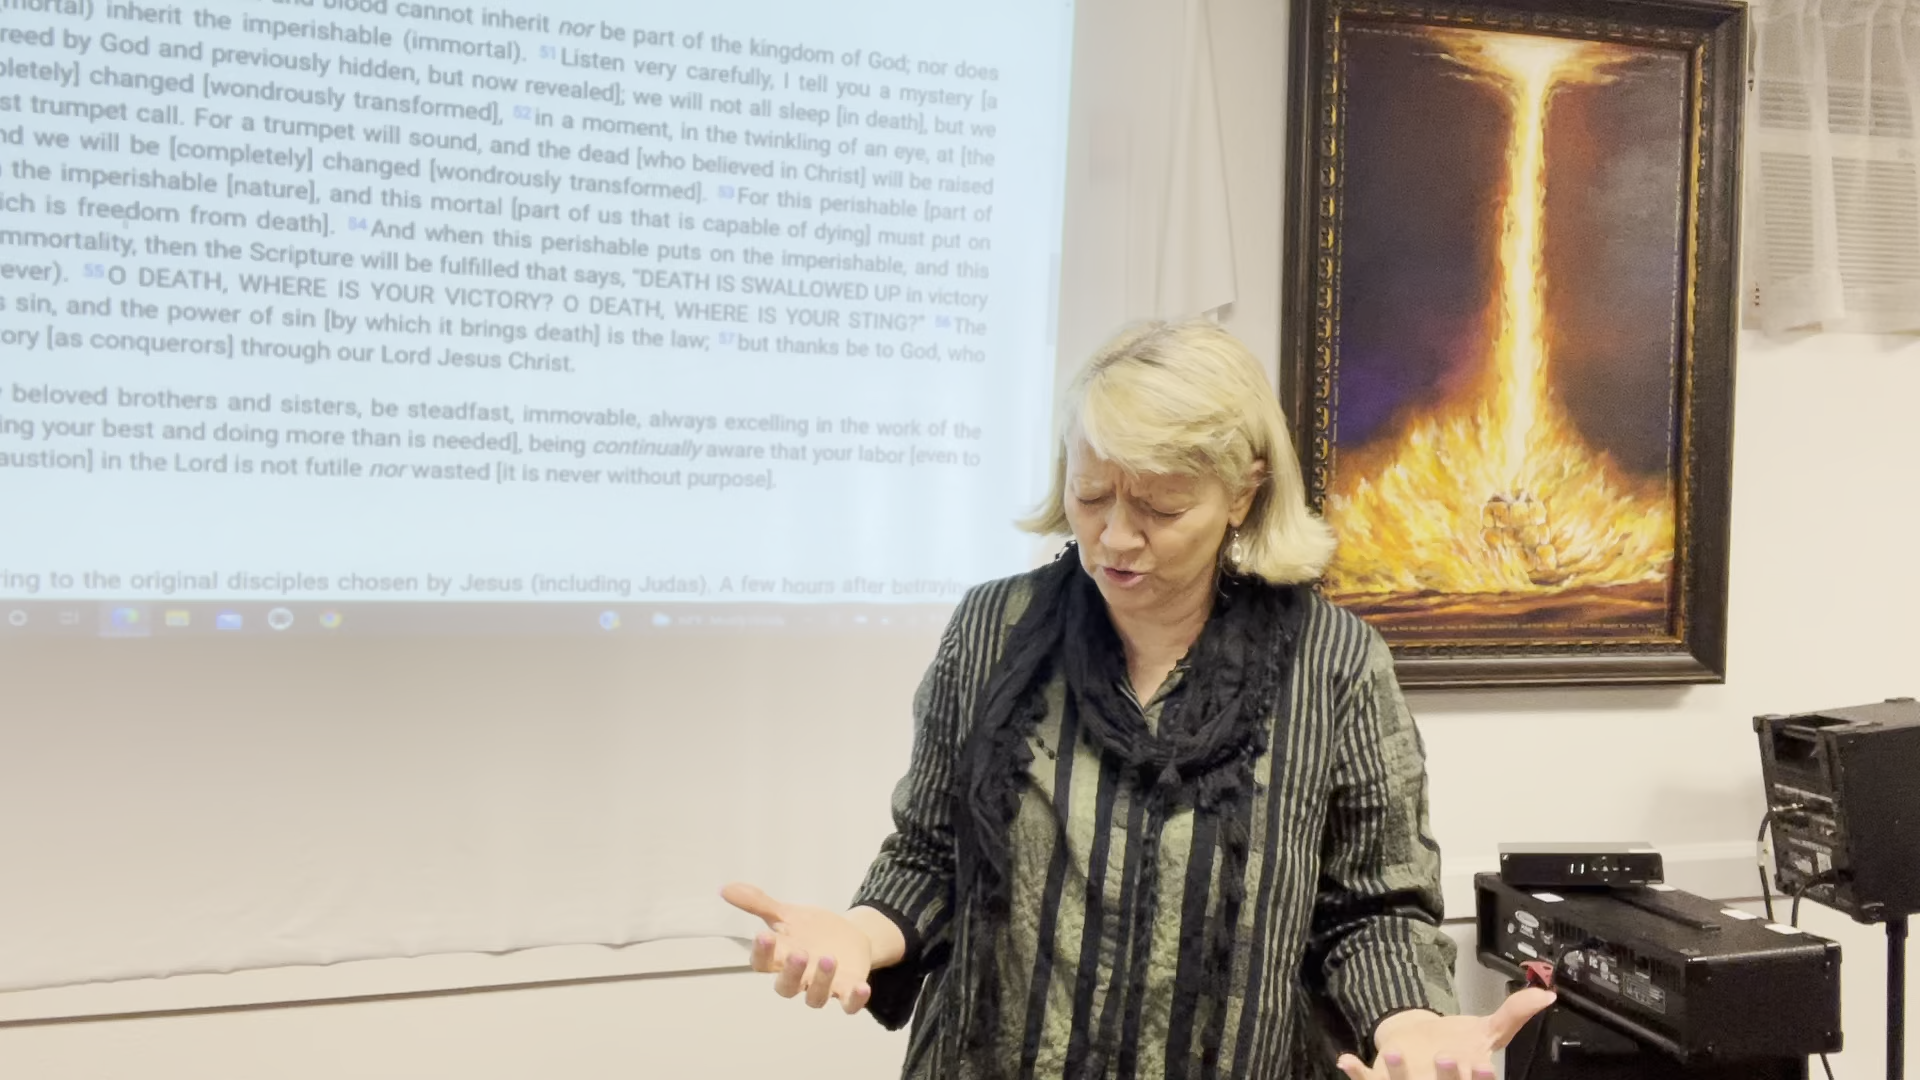 and blood cannot inherit nor be part of the kingdom of God; nor does
(mortal) inherit the imperishable (immortal). 51 Listen very carefully, I tell you a mystery [a
reed by God and previously hidden, but now revealed]; we will not all sleep [in death], but we
pletely] changed [wondrously transformed], 52 in a moment, in the twinkling of an eye, at [the
st trumpet call. For a trumpet will sound, and the dead [who believed in Christ] will be raised
nd we will be [completely] changed [wondrously transformed]. 53 For this perishable [part of
the imperishable [nature], and this mortal [part of us that is capable of dying] must put on
ich is freedom from death]. 54 And when this perishable puts on the imperishable, and this
mmortality, then the Scripture will be fulfilled that says, "DEATH IS SWALLOWED UP in victory
ever). 55 O DEATH, WHERE IS YOUR VICTORY? O DEATH, WHERE IS YOUR STING?" 56 The
s sin, and the power of sin [by which it brings death] is the law; 57 but thanks be to God, who
ory [as conquerors] through our Lord Jesus Christ.
beloved brothers and sisters, be steadfast, immovable, always excelling in the work of the
ing your best and doing more than is needed], being continually aware that your labor [even to
austion] in the Lord is not futile nor wasted [it is never without purpose].
ring to the original disciples chosen by Jesus (including Judas). A few hours after betrayin